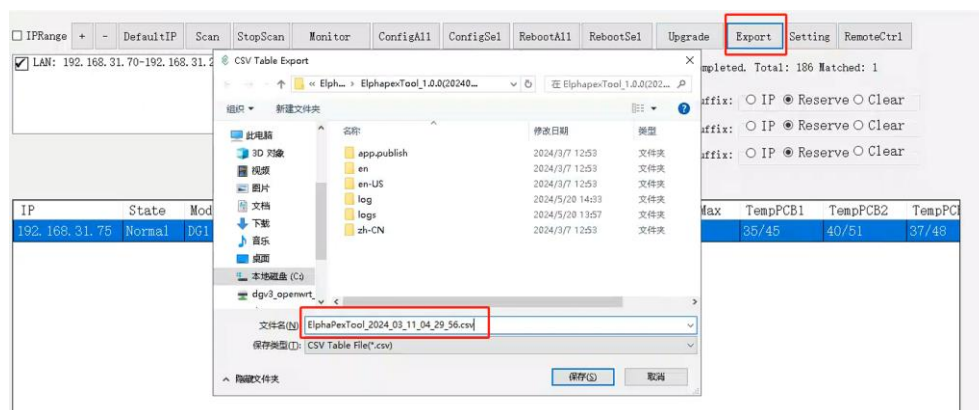 IPRange + - DefaultIP Scan StopScan Monitor ConfigAll ConfigSel RebootAll RebootSel Upgrade Export Setting RemoteCtrl
LAN: 192.168.31.70-192.168.31.2
CSV Table Export
mpleted. Total: 186 Matched: 1
« Elph... › ElphapexTool_1.0.0(20240...
在 ElphapexTool_1.0.0(202...
组织 新建文件夹
uffix: IP Reserve Clear
uffix: IP Reserve Clear
uffix: IP Reserve Clear
此电脑
3D 对象
视频
图片
文档
下载
音乐
桌面
本地磁盘 (C:)
dgv3_openwrt_
名称 修改日期 类型
app.publish 2024/3/7 12:53 文件夹
en 2024/3/7 12:53 文件夹
en-US 2024/3/7 12:53 文件夹
log 2024/5/20 14:33 文件夹
logs 2024/5/20 13:57 文件夹
zh-CN 2024/3/7 12:53 文件夹
IP State Mod Max TempPCB1 TempPCB2 TempPCB
192.168.31.75 Normal DG1 35/45 40/51 37/48
文件名(N): ElphaPexTool_2024_03_11_04_29_56.csv
保存类型(T): CSV Table File(*.csv)
隐藏文件夹 保存(S) 取消